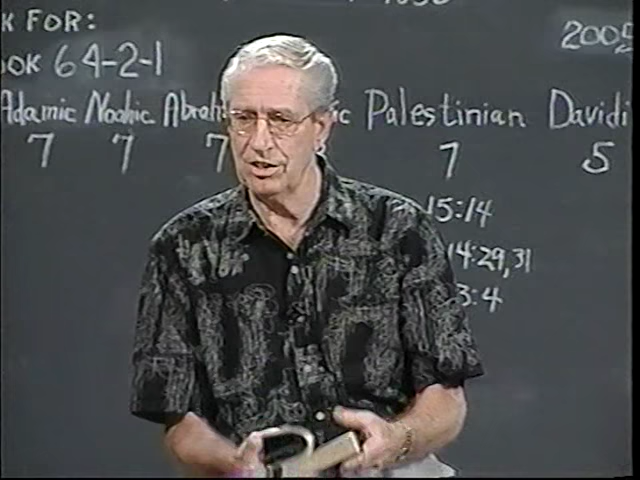 K FOR:
OOK 64-2-1
2005
Adamic Noahic Abrah ic Palestinian Davidi
7 7 7 7 5
15:14
14:29,31
3:4